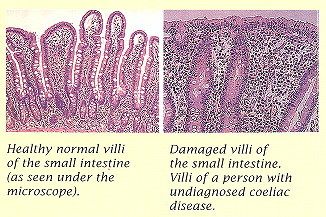 Healthy normal villi
of the small intestine
(as seen under the
microscope).
Damaged villi of
the small intestine.
Villi of a person with
undiagnosed coeliac
disease.